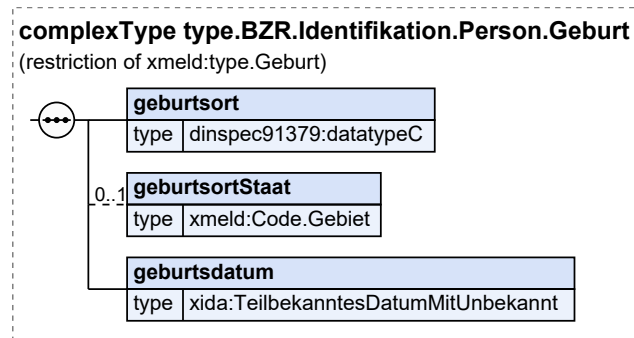 complexType type.BZR.Identifikation.Person.Geburt
(restriction of xmeld:type.Geburt)
geburtsort
type dinspec91379:datatypeC
0..1
geburtsortStaat
type xmeld:Code.Gebiet
geburtsdatum
type xida:TeilbekanntesDatumMitUnbekannt